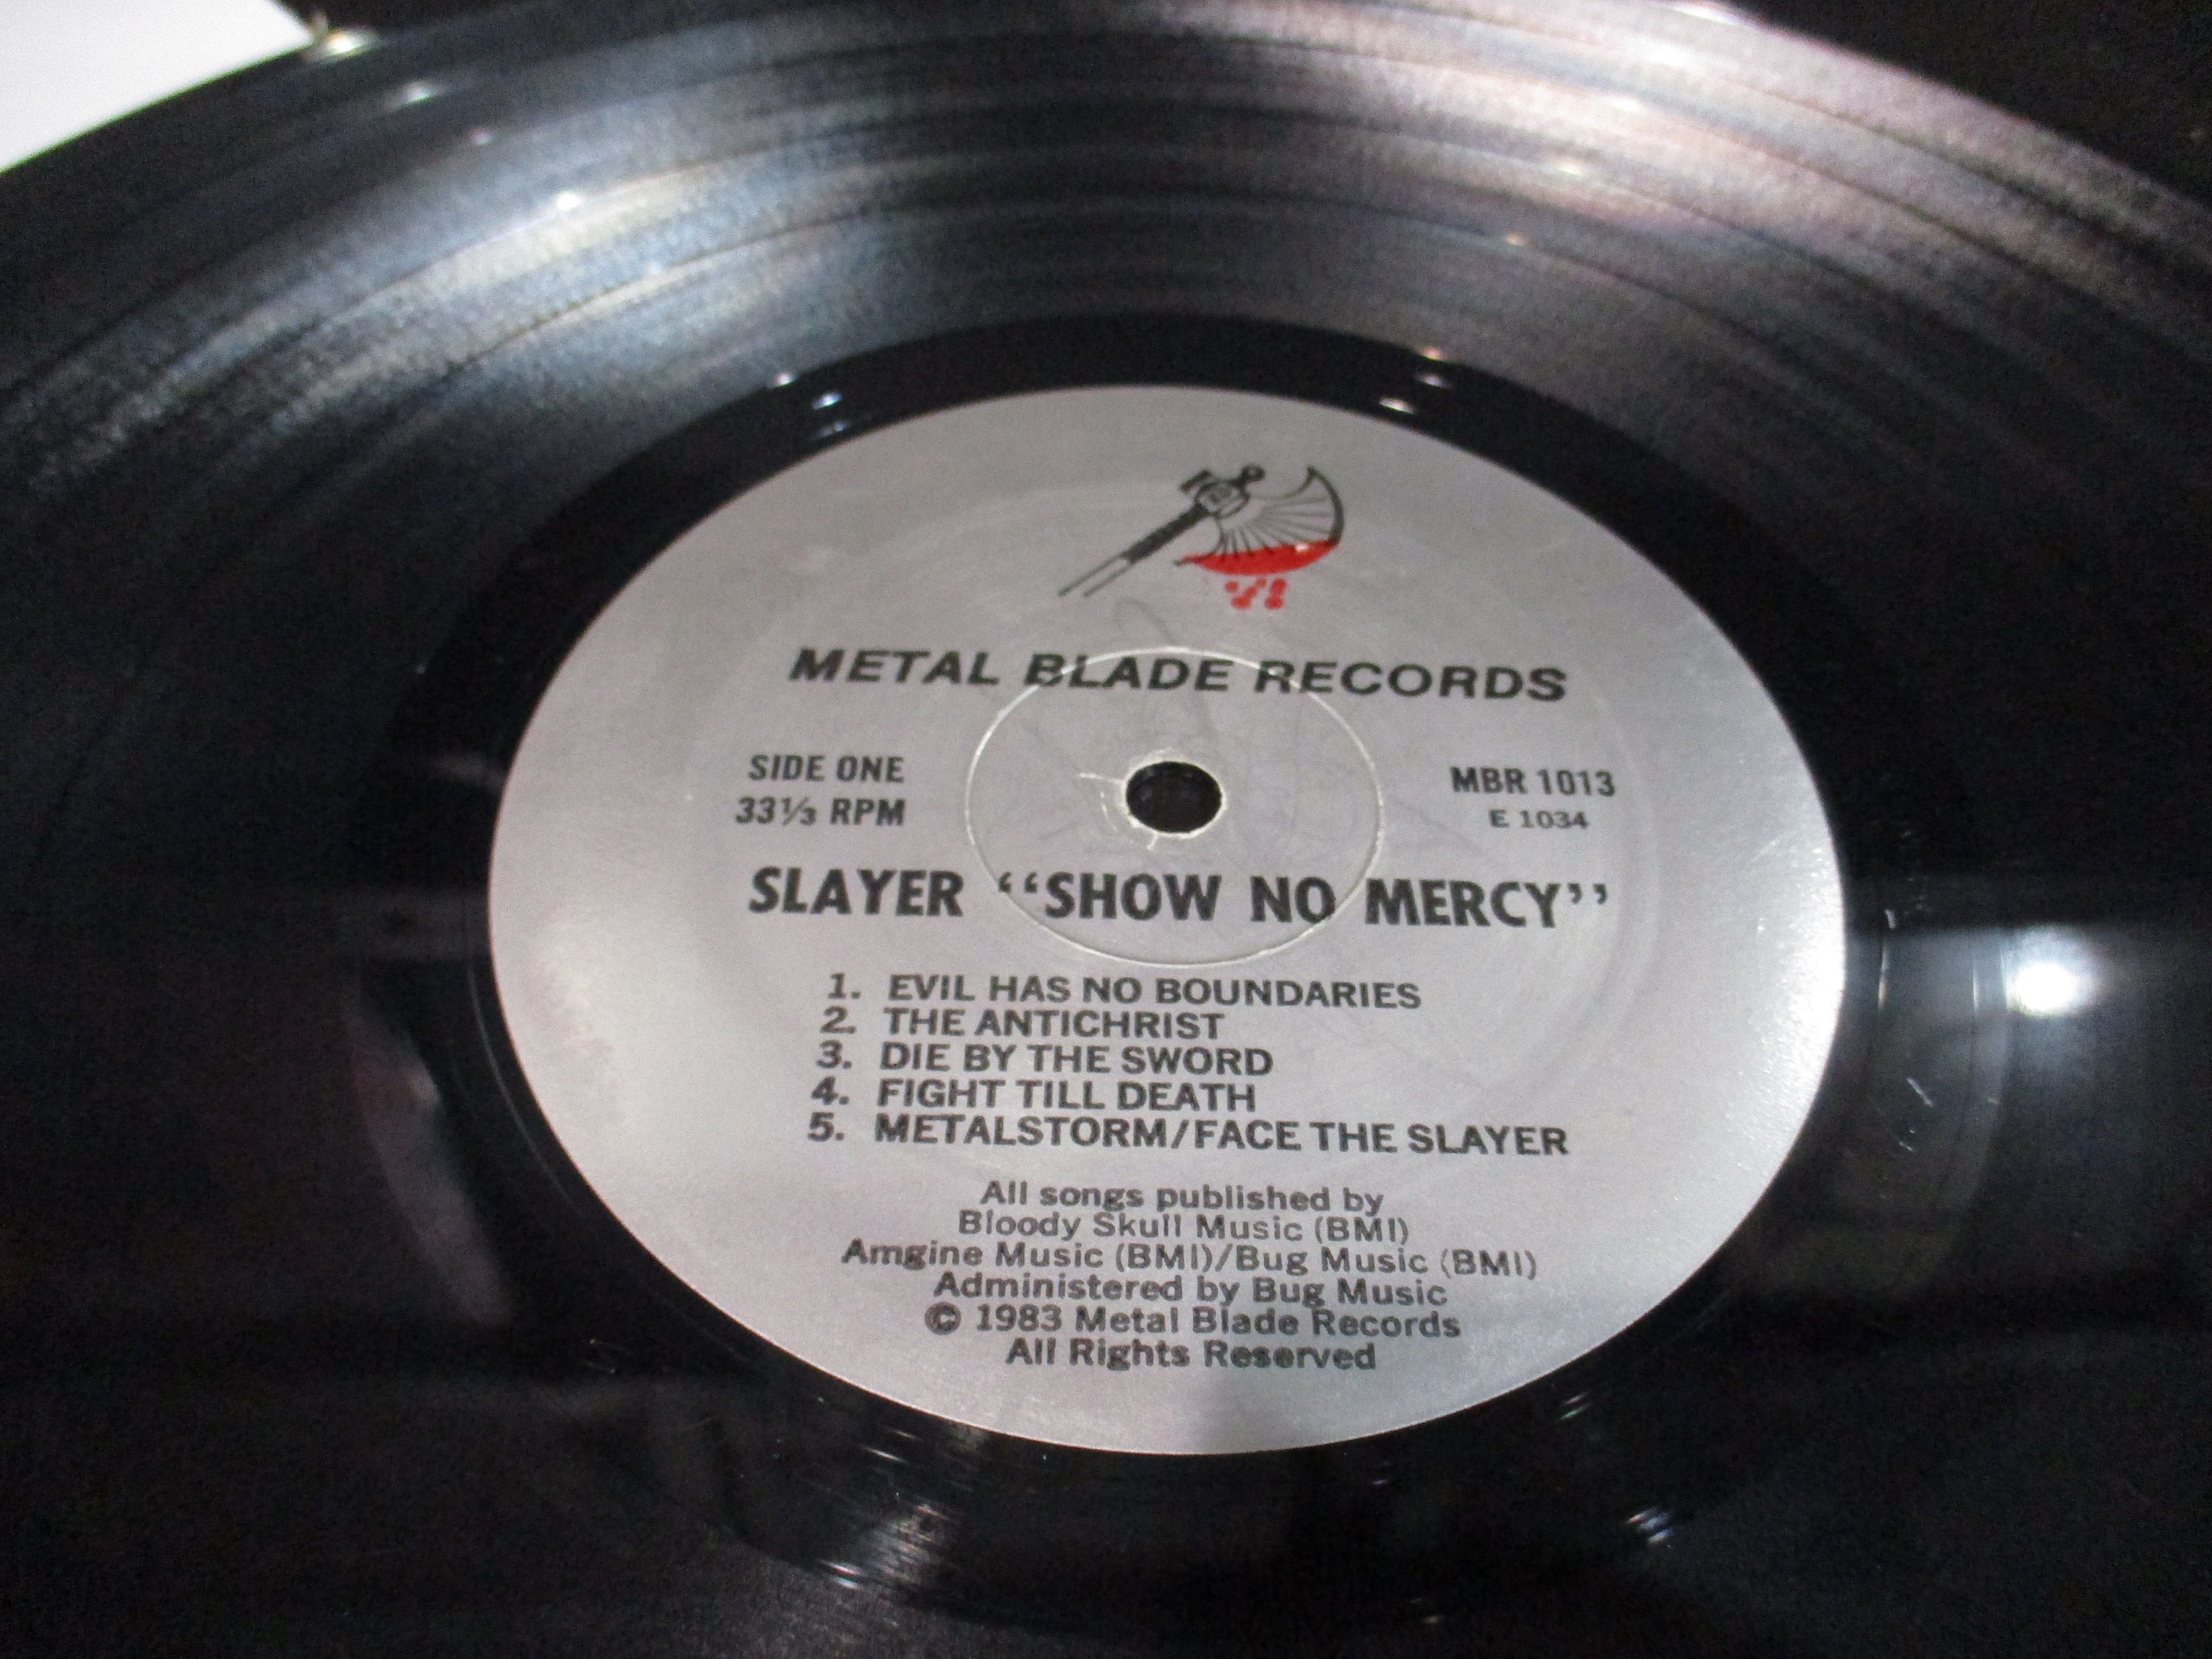 METAL BLADE RECORDS
SIDE ONE
33⅓ RPM
MBR 1013
E 1034
SLAYER “SHOW NO MERCY”
1. EVIL HAS NO BOUNDARIES
2. THE ANTICHRIST
3. DIE BY THE SWORD
4. FIGHT TILL DEATH
5. METALSTORM/FACE THE SLAYER
All songs published by
Bloody Skull Music (BMI)
Amgine Music (BMI)/Bug Music (BMI)
Administered by Bug Music
© 1983 Metal Blade Records
All Rights Reserved